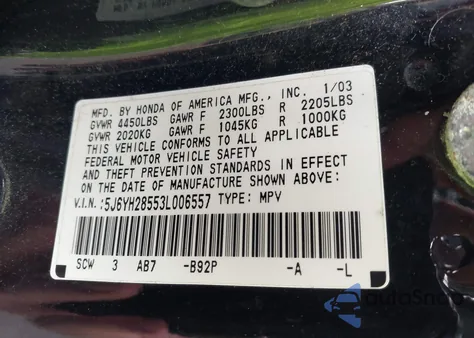 MFD. BY HONDA OF AMERICA MFG., INC. 1/03
GVWR 4450LBS GAWR F 2300LBS R 2205LBS
GVWR 2020KG GAWR F 1045KG R 1000KG
THIS VEHICLE CONFORMS TO ALL APPLICABLE
FEDERAL MOTOR VEHICLE SAFETY
AND THEFT PREVENTION STANDARDS IN EFFECT
ON THE DATE OF MANUFACTURE SHOWN ABOVE:
V.I.N.:5J6YH28553L006557 TYPE: MPV
SCW 3 AB7 -B92P -A -L